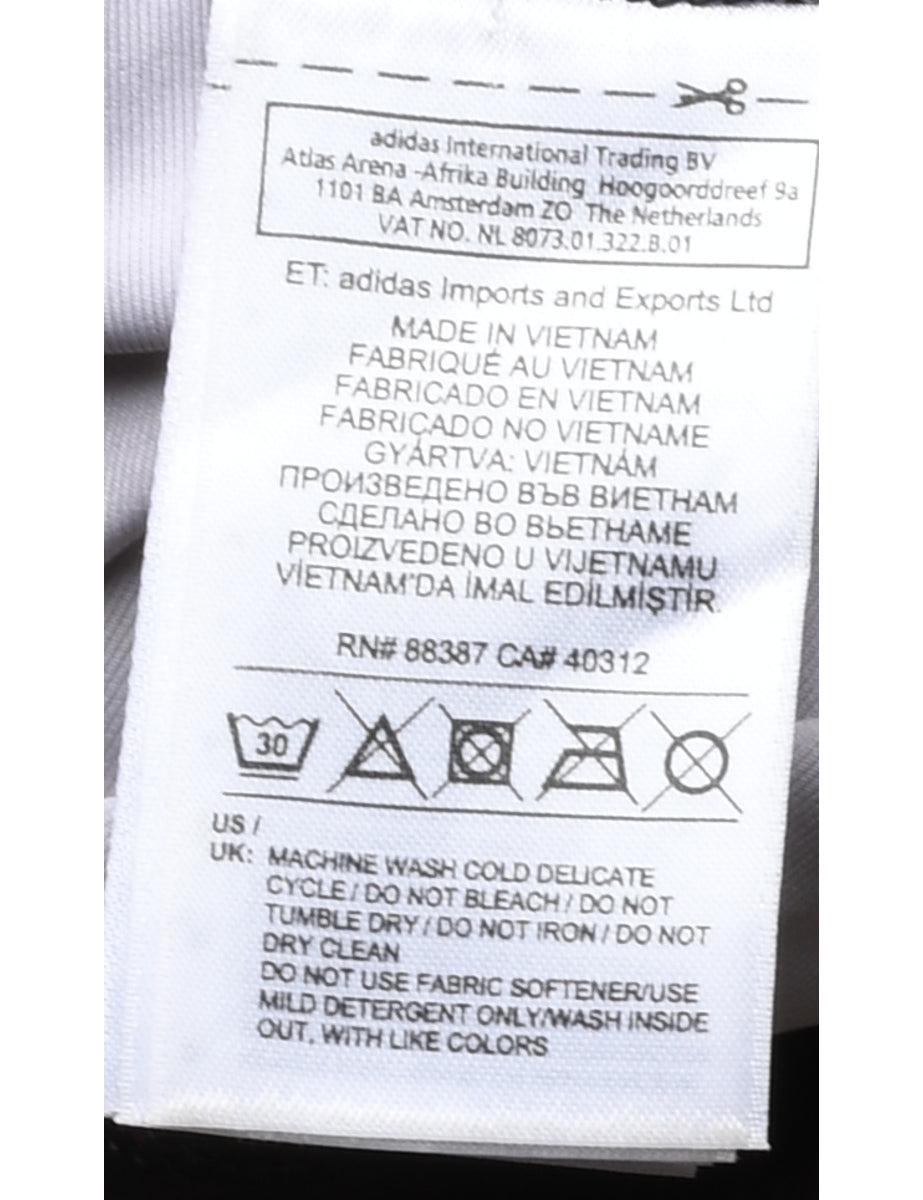 adidas International Trading BV
Atlas Arena -Afrika Building Hoogoorddreef 9a
1101 BA Amsterdam ZO The Netherlands
VAT NO. NL 8073.01.322.B.01
ET: adidas Imports and Exports Ltd
MADE IN VIETNAM
FABRIQUÉ AU VIETNAM
FABRICADO EN VIETNAM
FABRICADO NO VIETNAME
GYÁRTVA: VIETNÁM
ПРОИЗВЕДЕНО ВЪВ ВИЕТНАМ
СДЕЛАНО ВО ВЬЕТНАМЕ
PROIZVEDENO U VIJETNAMU
VİETNAM'DA İMAL EDİLMİŞTİR.
RN# 88387 CA# 40312
30
US /
UK: MACHINE WASH COLD DELICATE
CYCLE / DO NOT BLEACH / DO NOT
TUMBLE DRY / DO NOT IRON / DO NOT
DRY CLEAN
DO NOT USE FABRIC SOFTENER/USE
MILD DETERGENT ONLY/WASH INSIDE
OUT, WITH LIKE COLORS